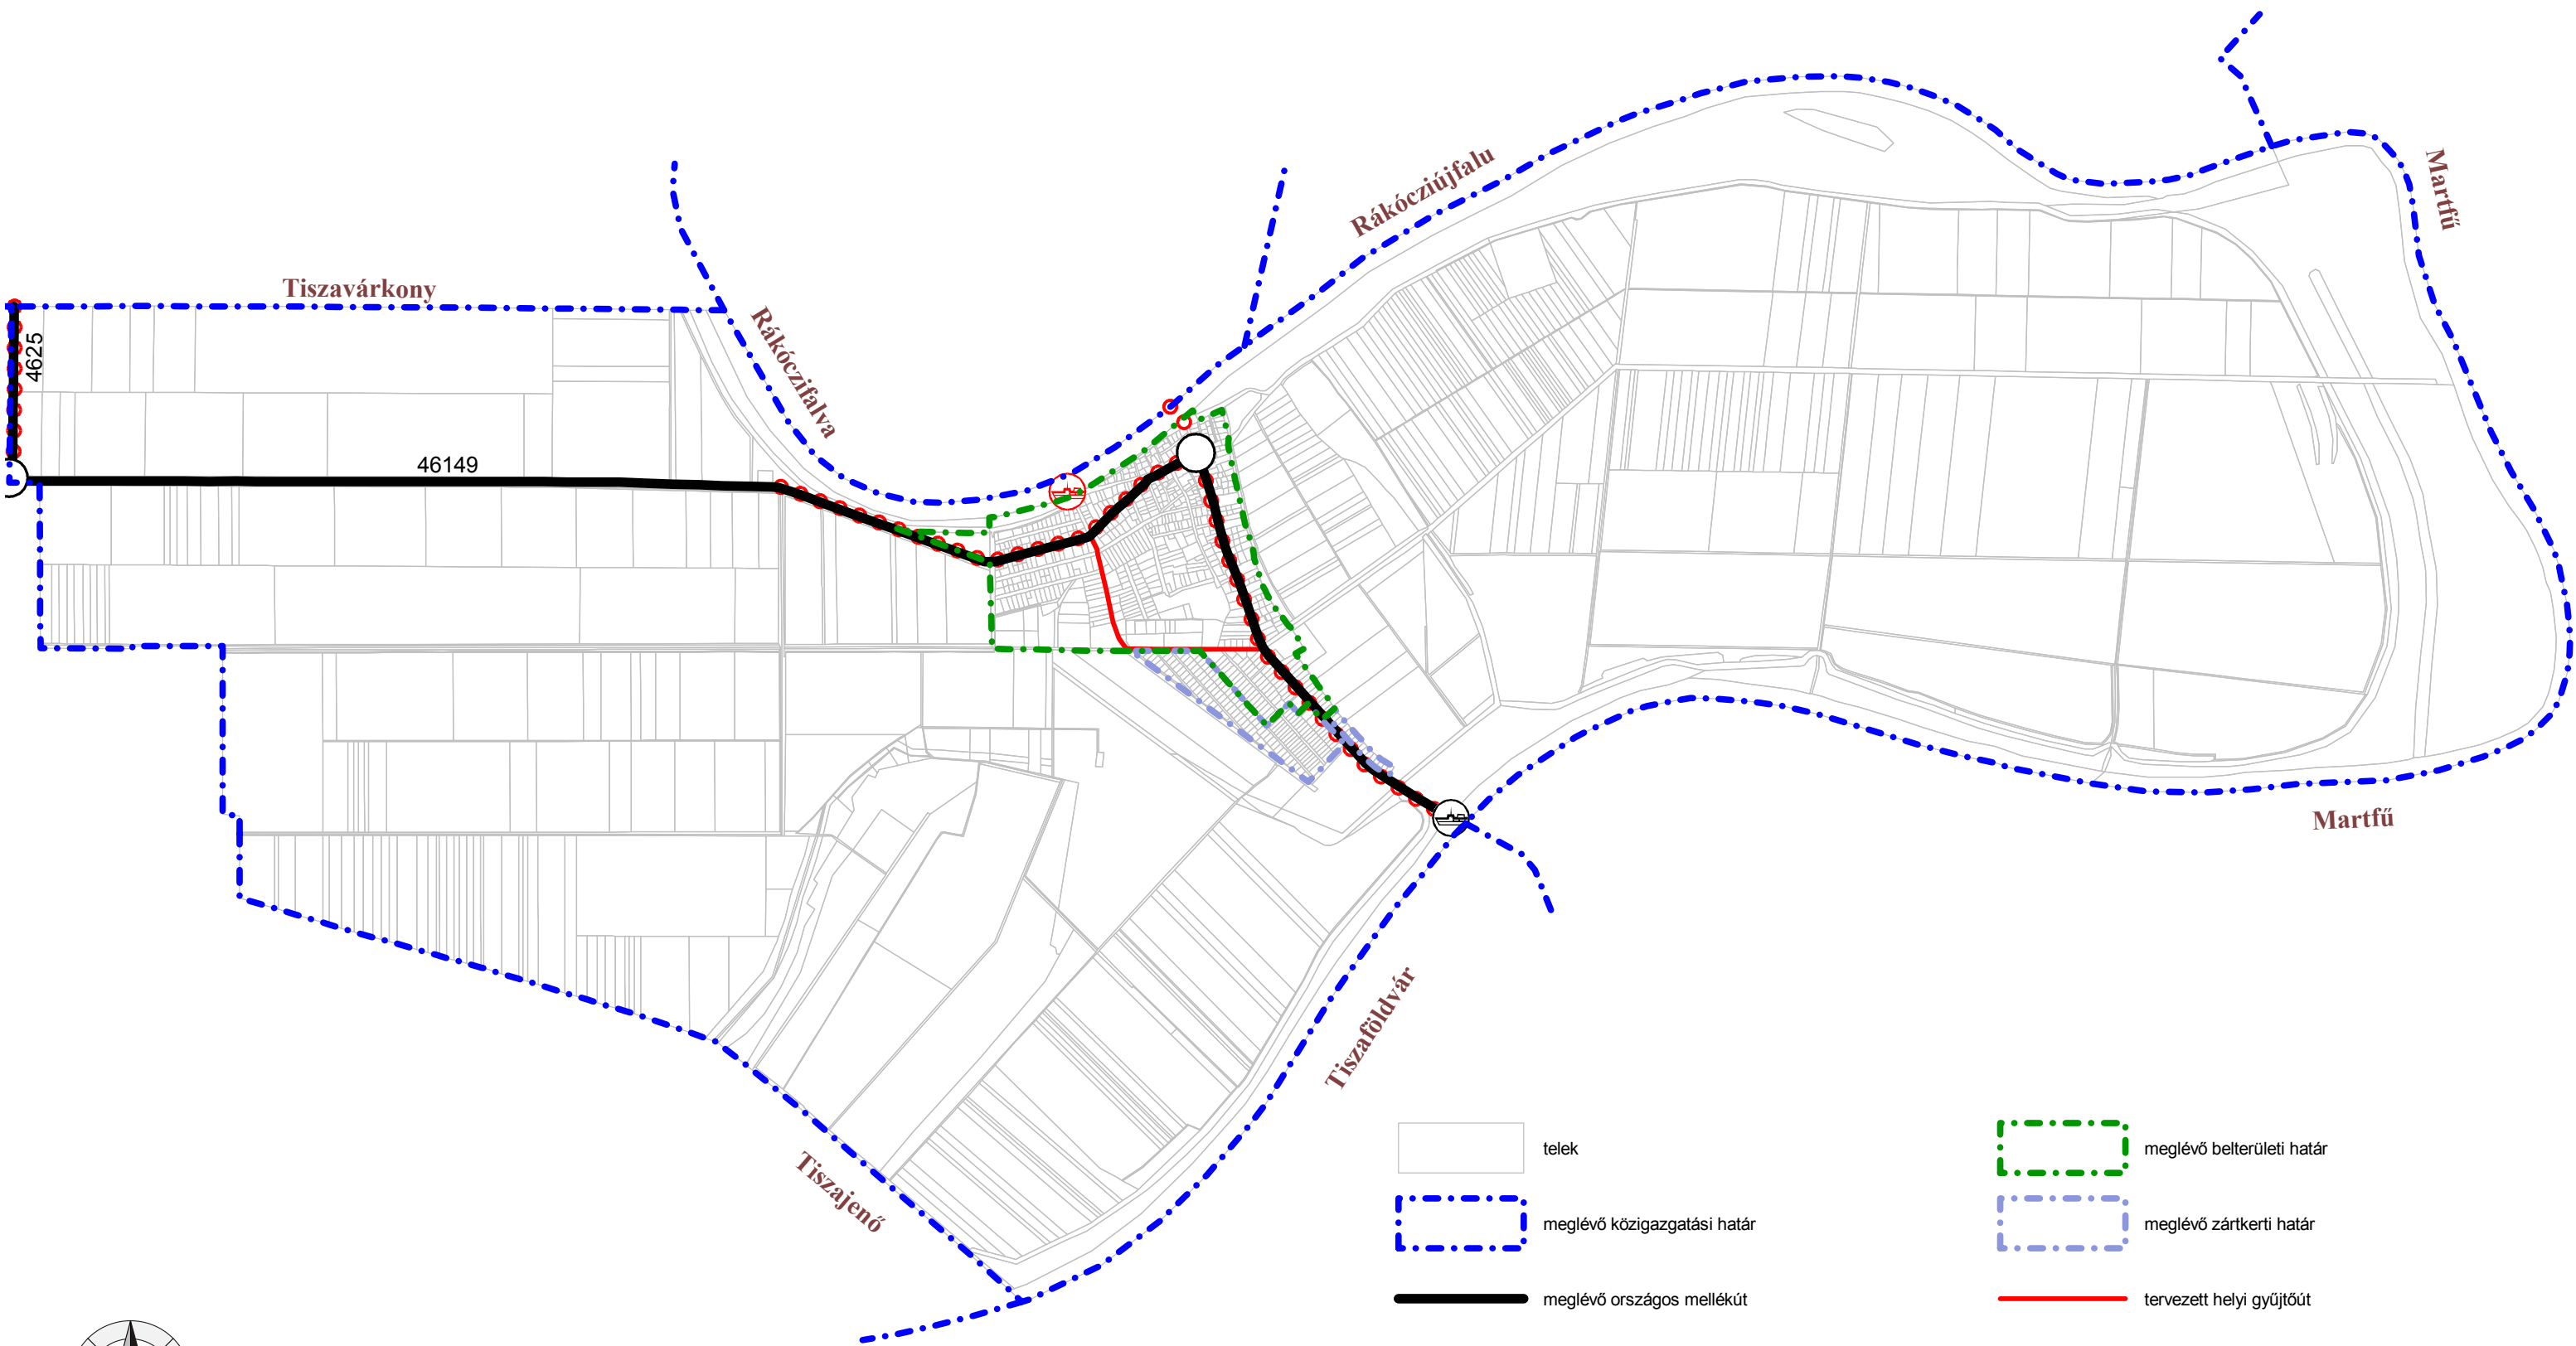 Martfű
Rákócziújfalu
Tiszavárkony
Rákóczifalva
4625
46149
Martfű
Tiszaföldvár
Tiszajenő
telek
meglévő belterületi határ
meglévő közigazgatási határ
meglévő zártkerti határ
meglévő országos mellékút
tervezett helyi gyűjtőút